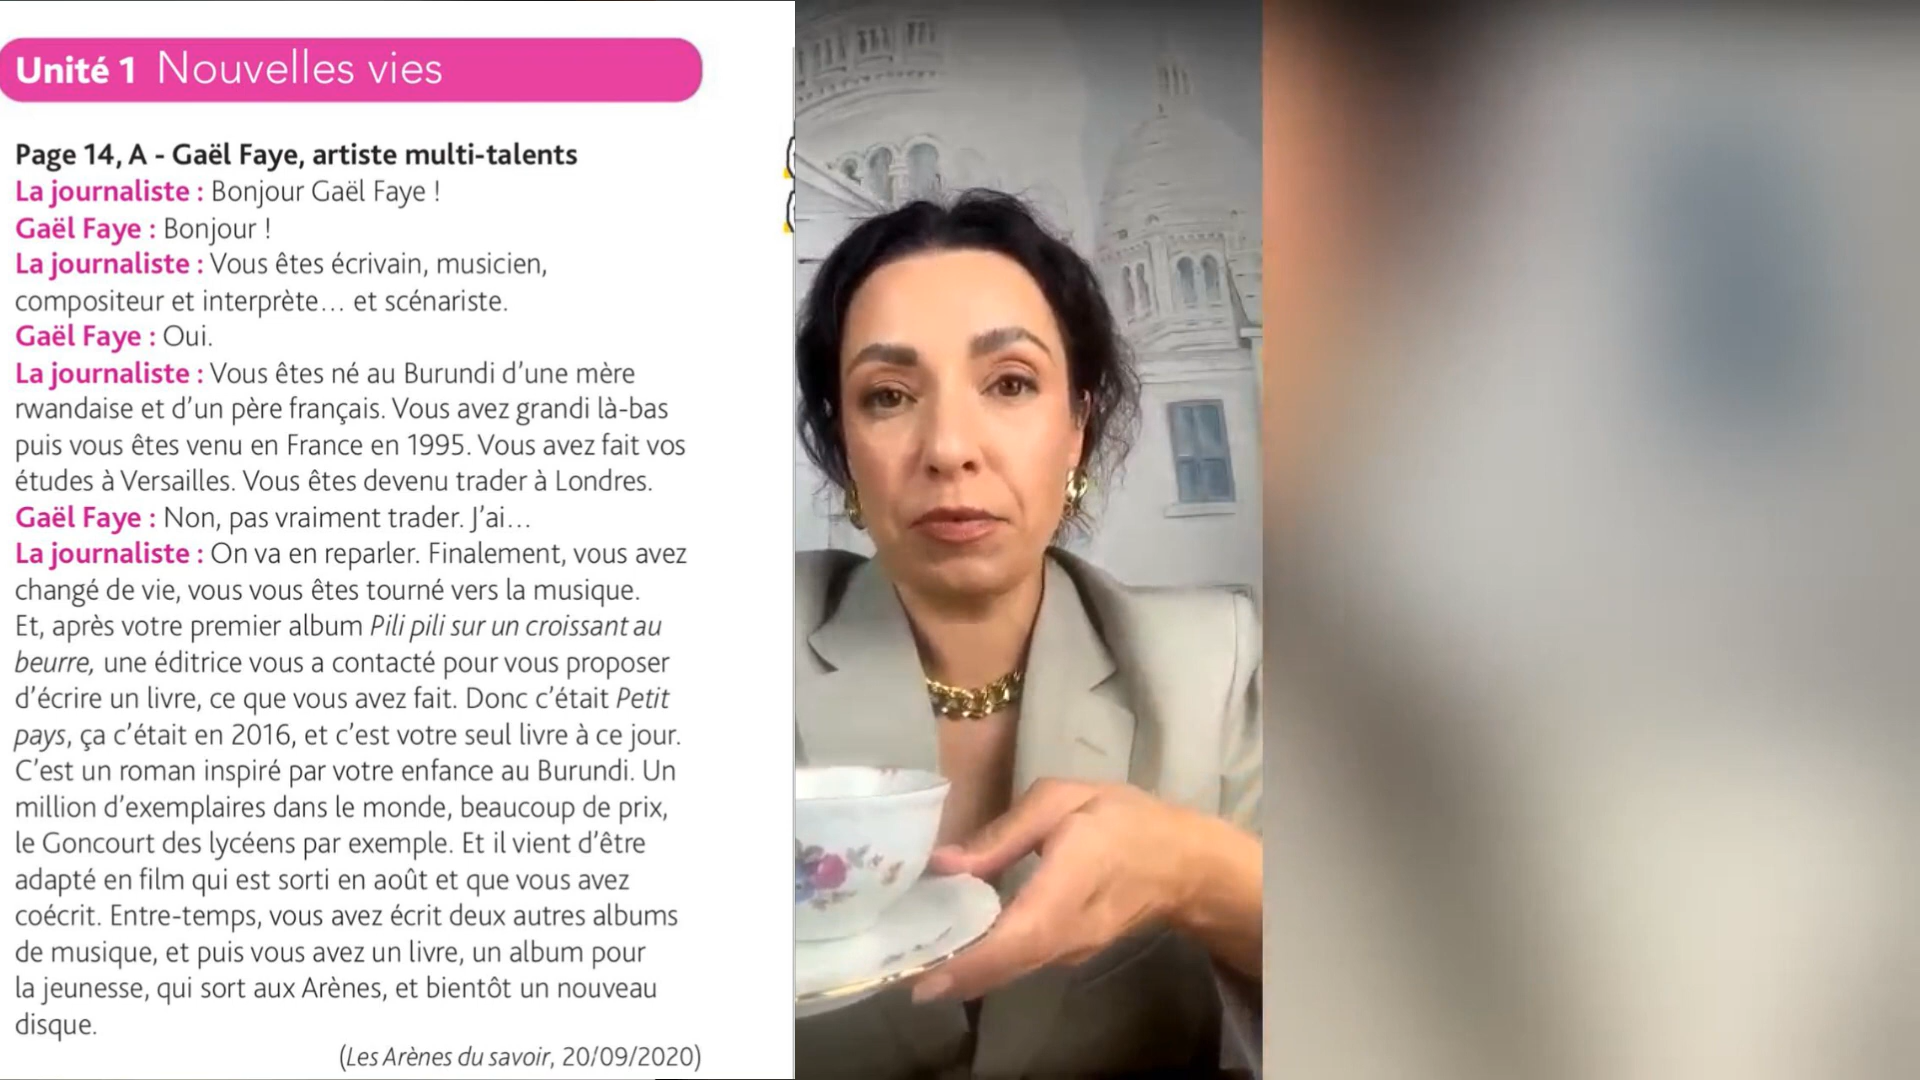 Unité 1 Nouvelles vies
Page 14, A - Gaël Faye, artiste multi-talents
La journaliste : Bonjour Gaël Faye !
Gaël Faye : Bonjour !
La journaliste : Vous êtes écrivain, musicien,
compositeur et interprète… et scénariste.
Gaël Faye : Oui.
La journaliste : Vous êtes né au Burundi d’une mère
rwandaise et d’un père français. Vous avez grandi là-bas
puis vous êtes venu en France en 1995. Vous avez fait vos
études à Versailles. Vous êtes devenu trader à Londres.
Gaël Faye : Non, pas vraiment trader. J’ai…
La journaliste : On va en reparler. Finalement, vous avez
changé de vie, vous vous êtes tourné vers la musique.
Et, après votre premier album Pili pili sur un croissant au
beurre, une éditrice vous a contacté pour vous proposer
d’écrire un livre, ce que vous avez fait. Donc c’était Petit
pays, ça c’était en 2016, et c’est votre seul livre à ce jour.
C’est un roman inspiré par votre enfance au Burundi. Un
million d’exemplaires dans le monde, beaucoup de prix,
le Goncourt des lycéens par exemple. Et il vient d’être
adapté en film qui est sorti en août et que vous avez
coécrit. Entre-temps, vous avez écrit deux autres albums
de musique, et puis vous avez un livre, un album pour
la jeunesse, qui sort aux Arènes, et bientôt un nouveau
disque.
(Les Arènes du savoir, 20/09/2020)